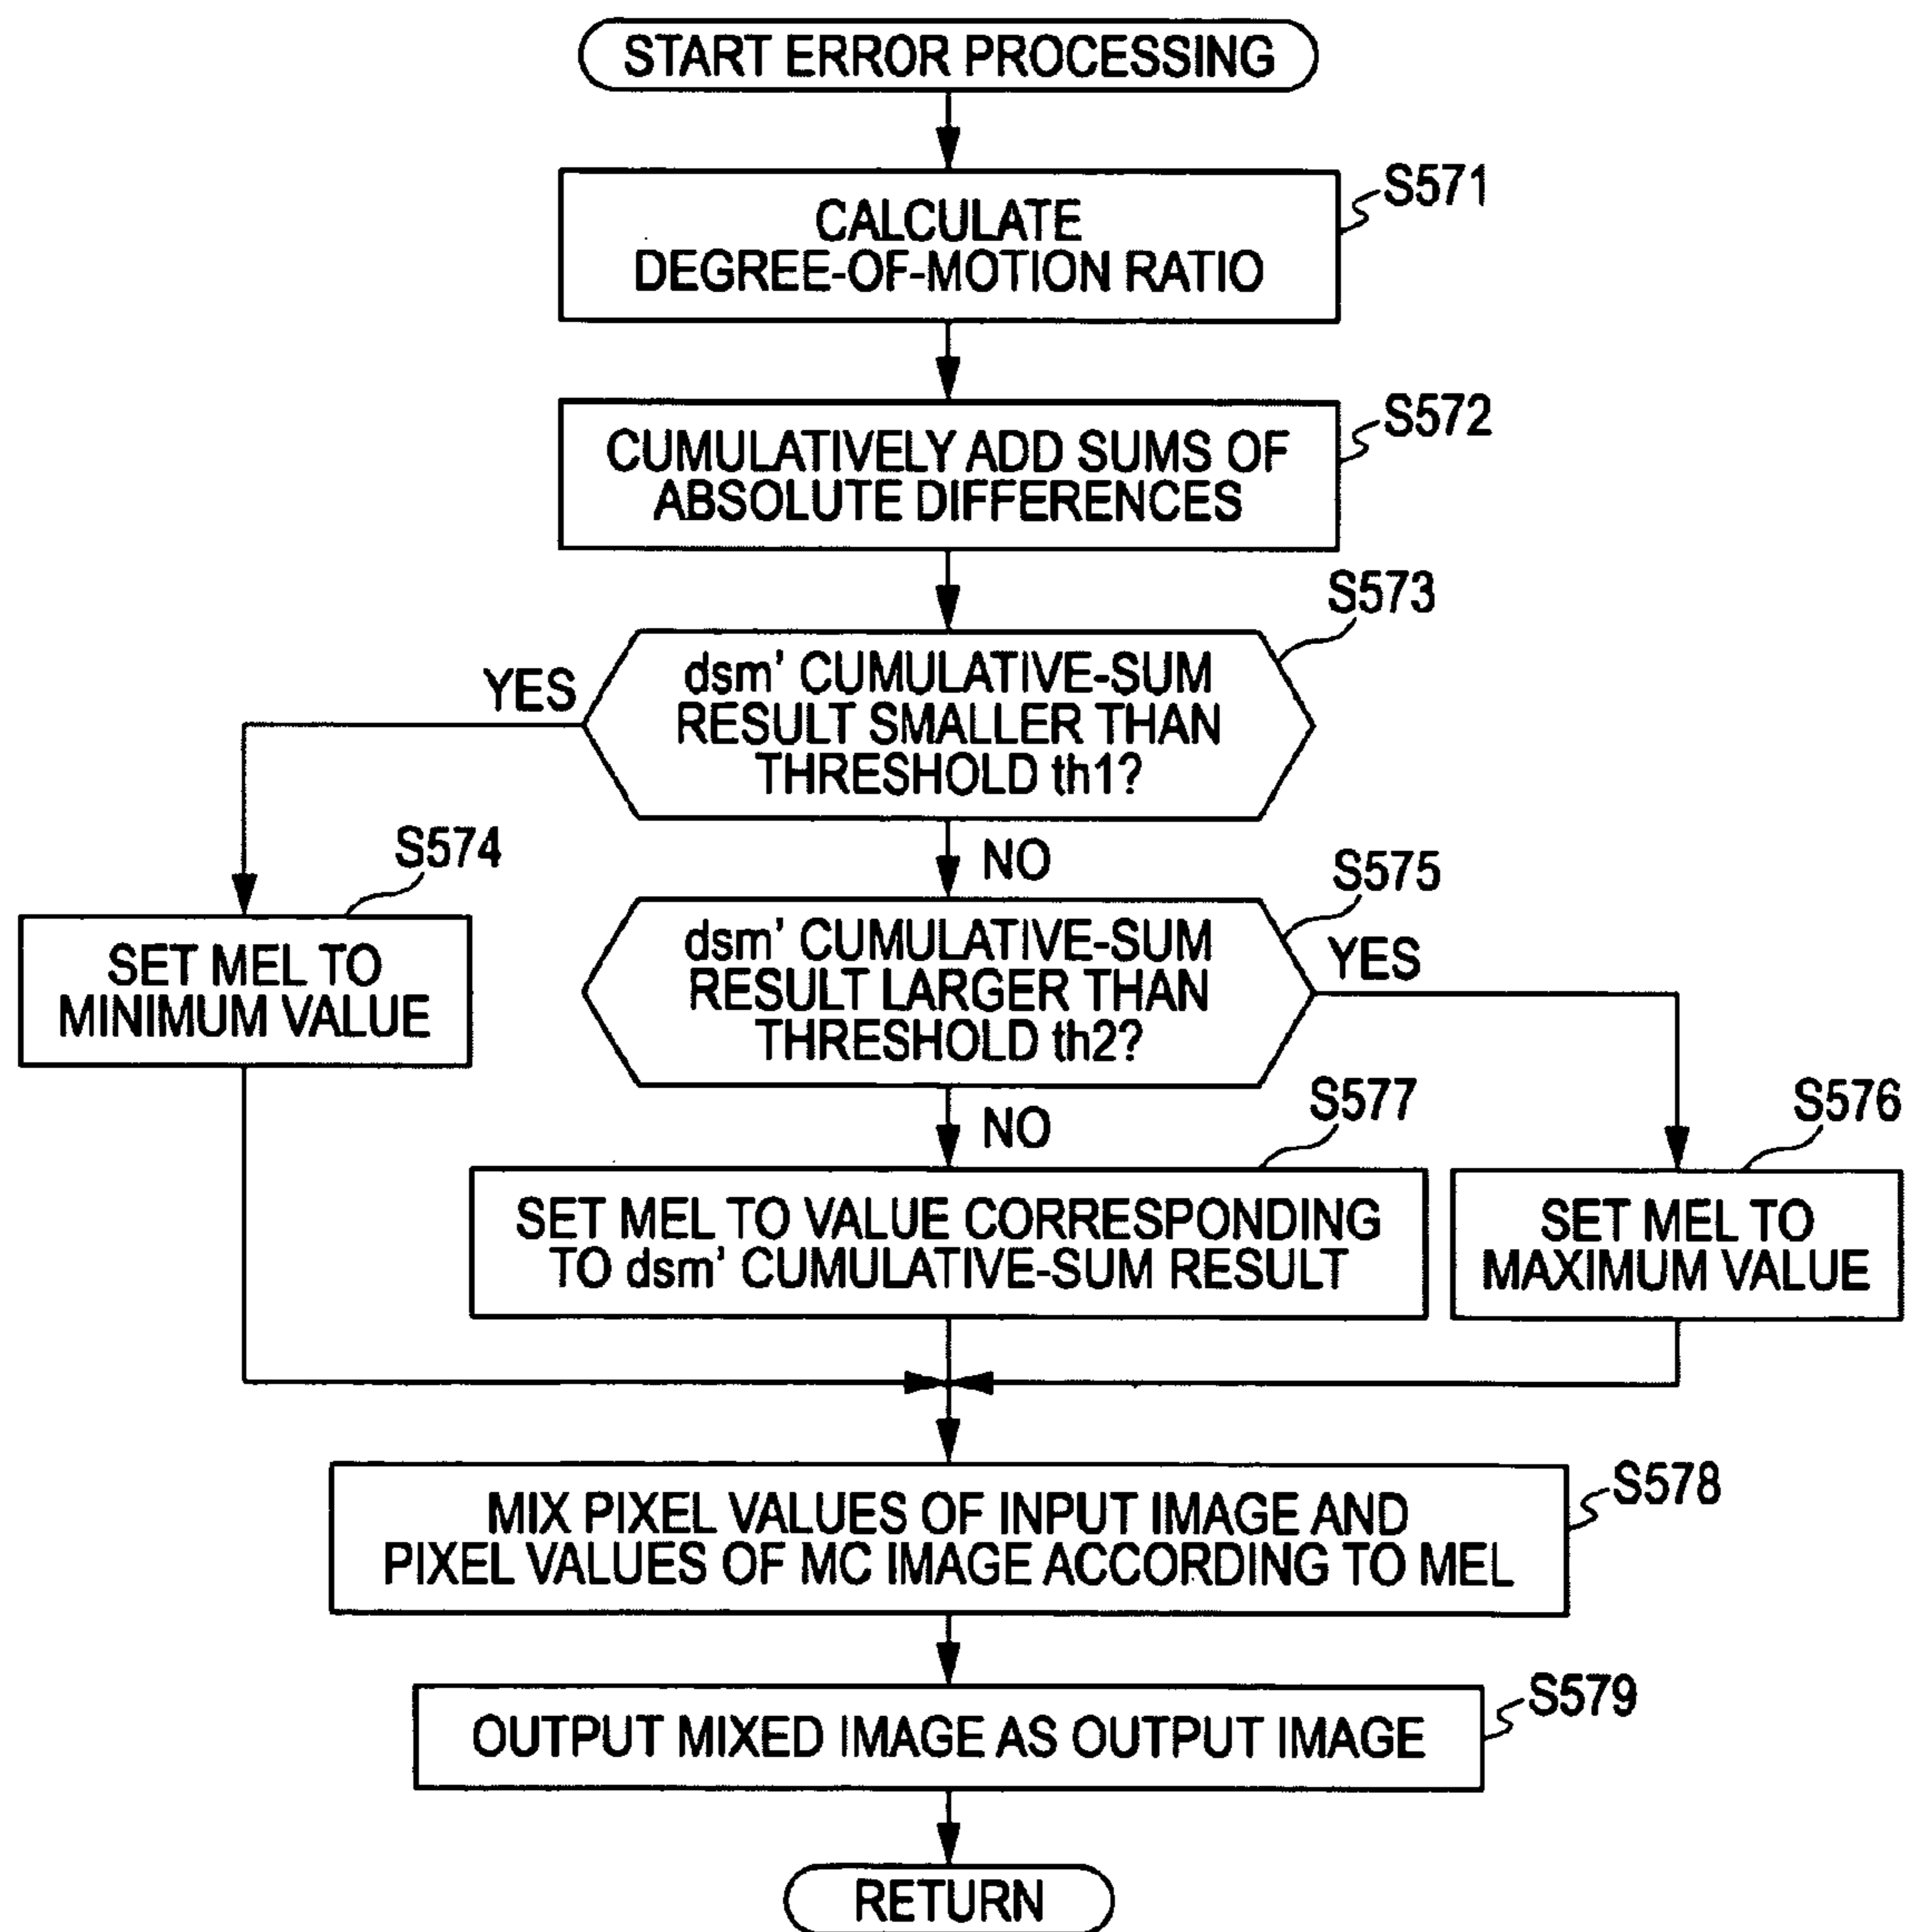 START ERROR PROCESSING
S571
CALCULATE
DEGREE-OF-MOTION RATIO
S572
CUMULATIVELY ADD SUMS OF
ABSOLUTE DIFFERENCES
S573
dsm' CUMULATIVE-SUM
RESULT SMALLER THAN
THRESHOLD th1?
YES
NO
S574
SET MEL TO
MINIMUM VALUE
S575
dsm' CUMULATIVE-SUM
RESULT LARGER THAN
THRESHOLD th2?
YES
NO
S577
SET MEL TO VALUE CORRESPONDING
TO dsm' CUMULATIVE-SUM RESULT
S576
SET MEL TO
MAXIMUM VALUE
S578
MIX PIXEL VALUES OF INPUT IMAGE AND
PIXEL VALUES OF MC IMAGE ACCORDING TO MEL
S579
OUTPUT MIXED IMAGE AS OUTPUT IMAGE
RETURN